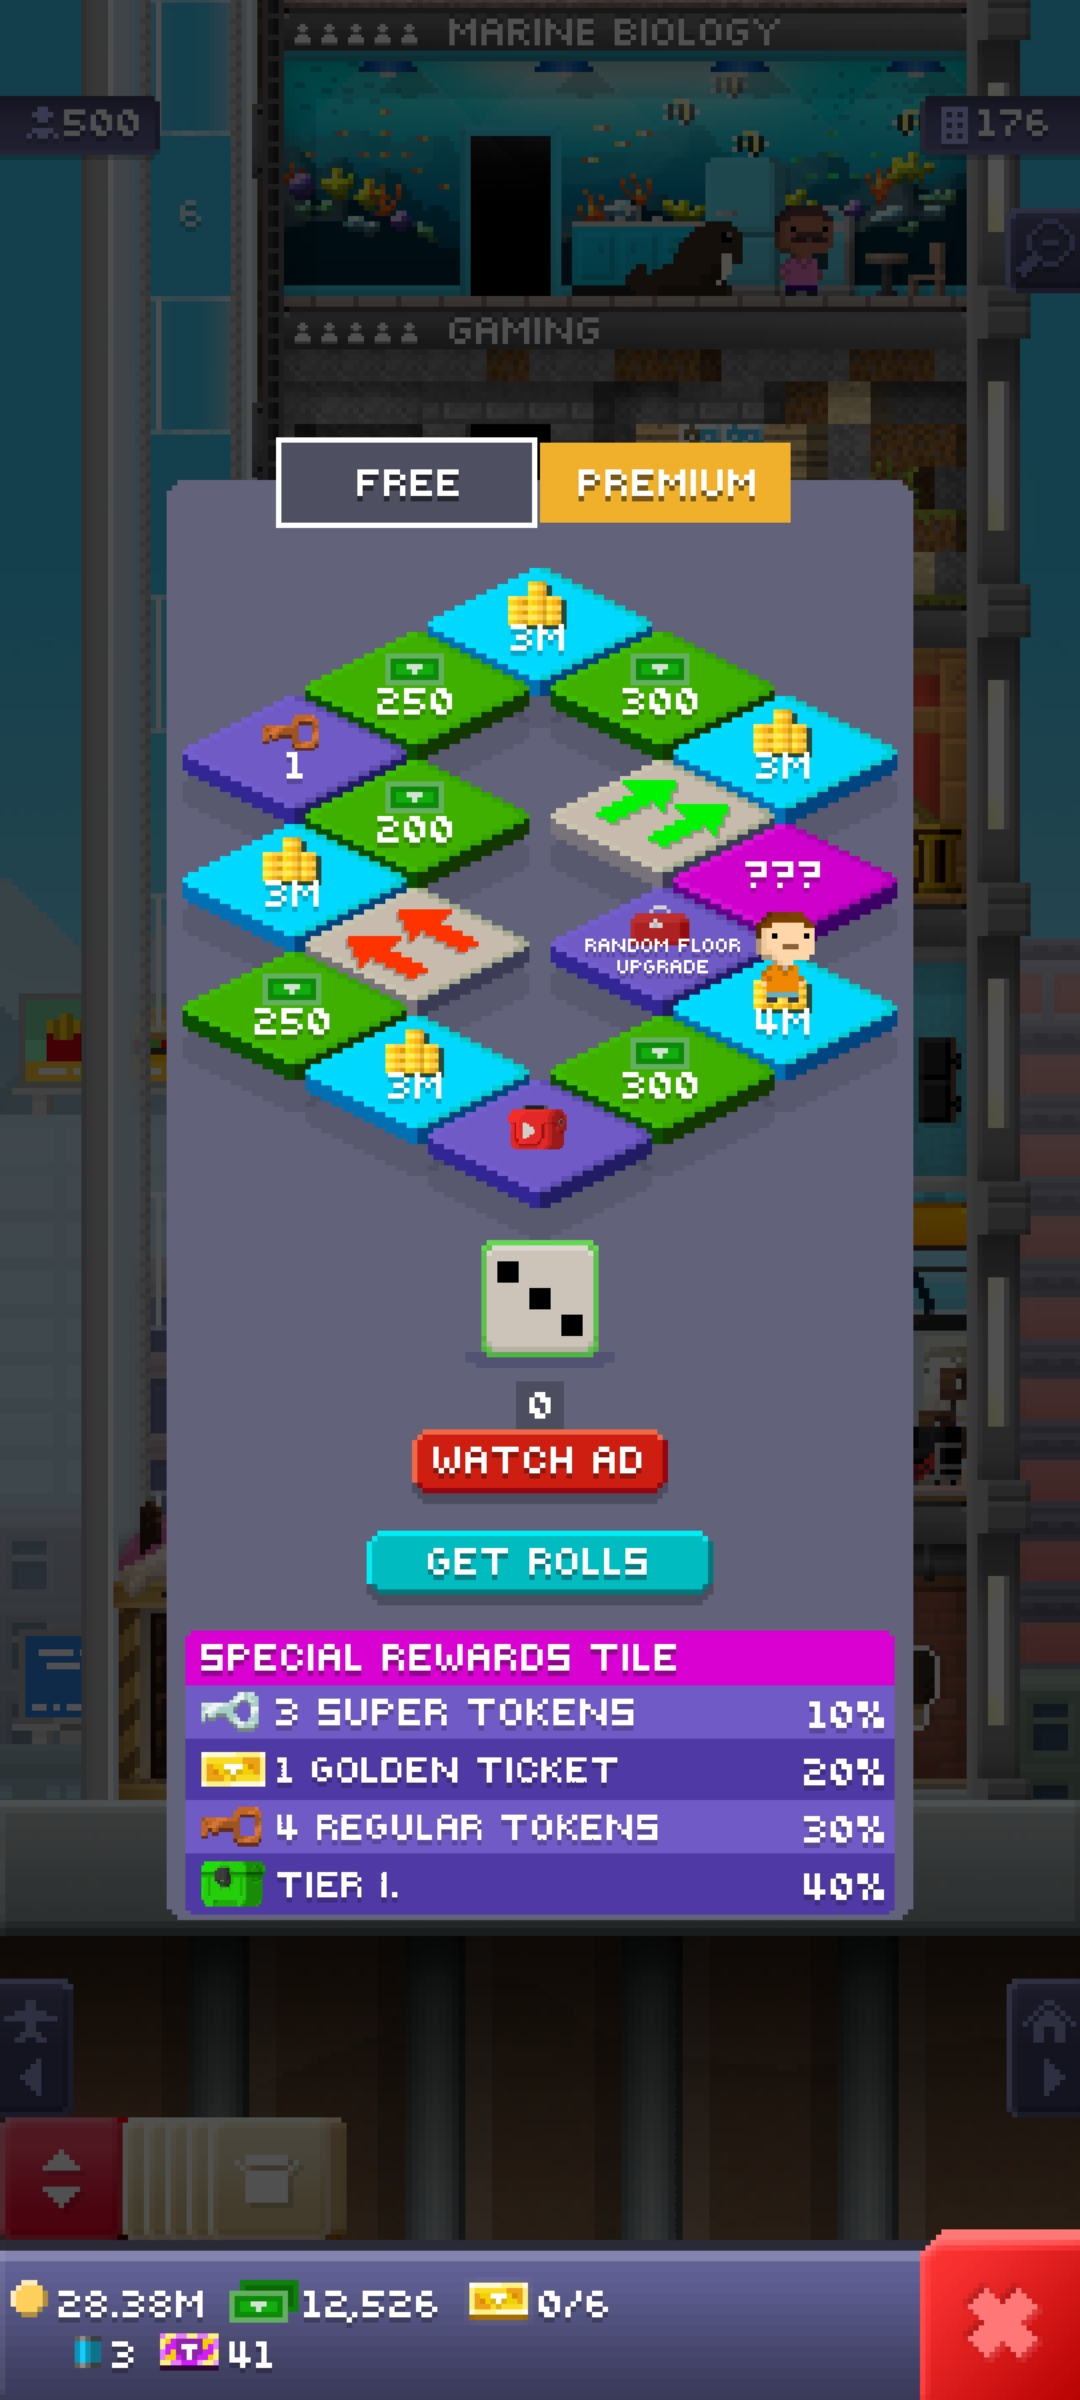 MARINE BIOLOGY
500
176
6
GAMING
FREE
PREMIUM
3M
250
300
1
3M
200
3M
???
RANDOM FLOOR
UPGRADE
250
4M
3M
300
0
WATCH AD
GET ROLLS
SPECIAL REWARDS TILE
3 SUPER TOKENS 10%
1 GOLDEN TICKET 20%
4 REGULAR TOKENS 30%
TIER 1. 40%
28.38M 12,526 0/6
3 41